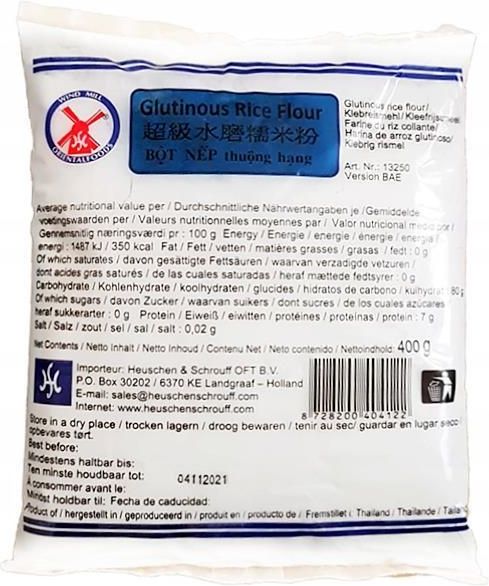 WIND MILL
ORIENTALFOODS
Glutinous Rice Flour
超級水磨糯米粉
BỘT NẾP thuộng hạng
Glutinous rice flour/
Klebreismehl/Kleefrijstmeel
Farine du riz collante/
Harina de arroz glutinoso/
Klebrig rismel
Art. Nr.: 13250
Version BAE
Average nutritional value per / Durchschnittliche Nährwertangaben je / Gemiddelde
voedingswaarden per / Valeurs nutritionnelles moyennes par / Valor nutricional medio por /
Gennemsnitlig næringsværdi pr : 100 g Energy / Energie / energie / énergie / energía /
energi : 1487 kJ / 350 kcal Fat / Fett / vetten / matières grasses / grasas / fedt : 0 g
Of which saturates / davon gesättigte Fettsäuren / waarvan verzadigde vetzuren /
dont acides gras saturés / de las cuales saturadas / heraf mættede fedtsyrer : 0 g
Carbohydrate / Kohlenhydrate / koolhydraten / glucides / hidratos de carbono / kulhydrat : 80 g
Of which sugars / davon Zucker / waarvan suikers / dont sucres / de los cuales azúcares
heraf sukkerarter : 0 g Protein / Eiweiß / eiwitten / protéines / proteínas / protein : 7 g
Salt / Salz / zout / sel / sal / salt : 0,02 g
Net Contents / Netto Inhalt / Netto Inhoud / Contenu Net / Neto contenido / Nettoindhold: 400 g
Importeur: Heuschen & Schrouff OFT B.V.
P.O. Box 30202 / 6370 KE Landgraaf – Holland
E-mail: sales@heuschenschrouff.com
Internet: www.heuschenschrouff.com
8 728200 404122
Store in a dry place / trocken lagern / droog bewaren / tenir au sec/ guardar en lugar seco /
opbevares tørt.
Best before:
Mindestens haltbar bis:
Ten minste houdbaar tot: 04112021
A consommer avant le:
Mindst holdbar til: Fecha de caducidad:
Product of / hergestellt in / geproduceerd in / produit en / producto de / Fremstillet i: Thailand / Thaïlande /